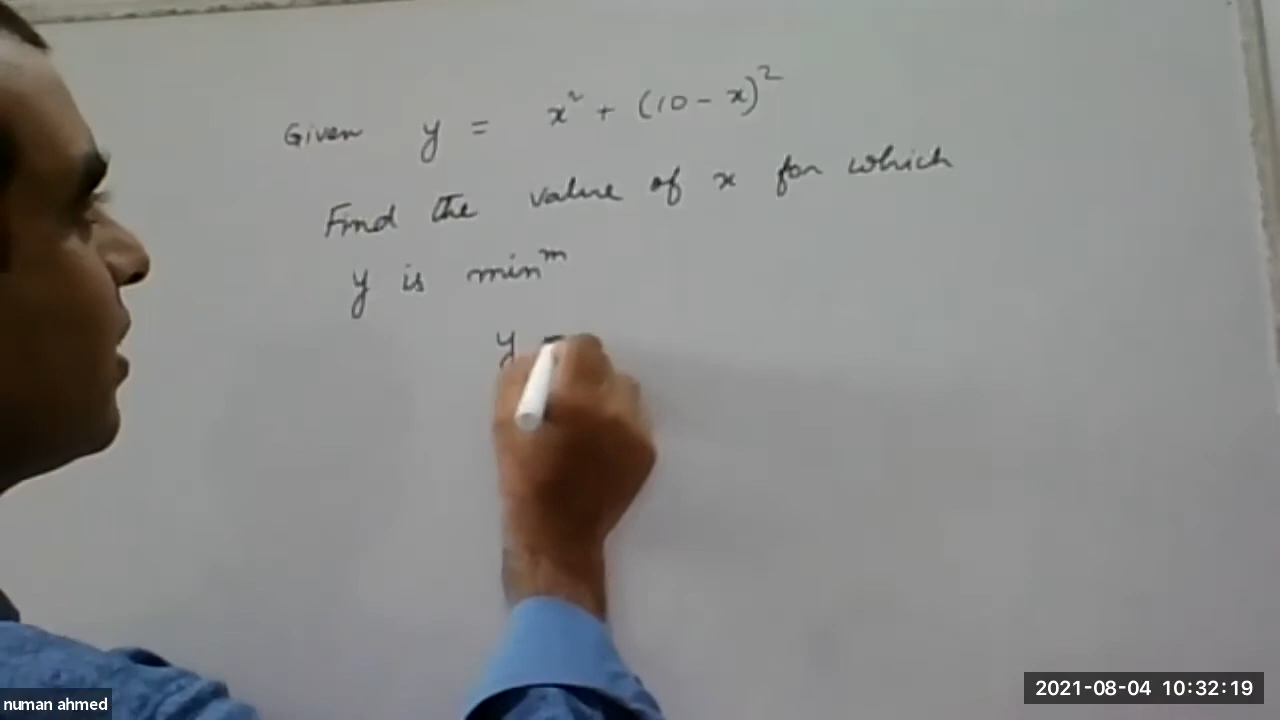 Given y = x² + (10 - x)²
Find the value of x for which
y is minᵐ
y =
numan ahmed
2021-08-04 10:32:19